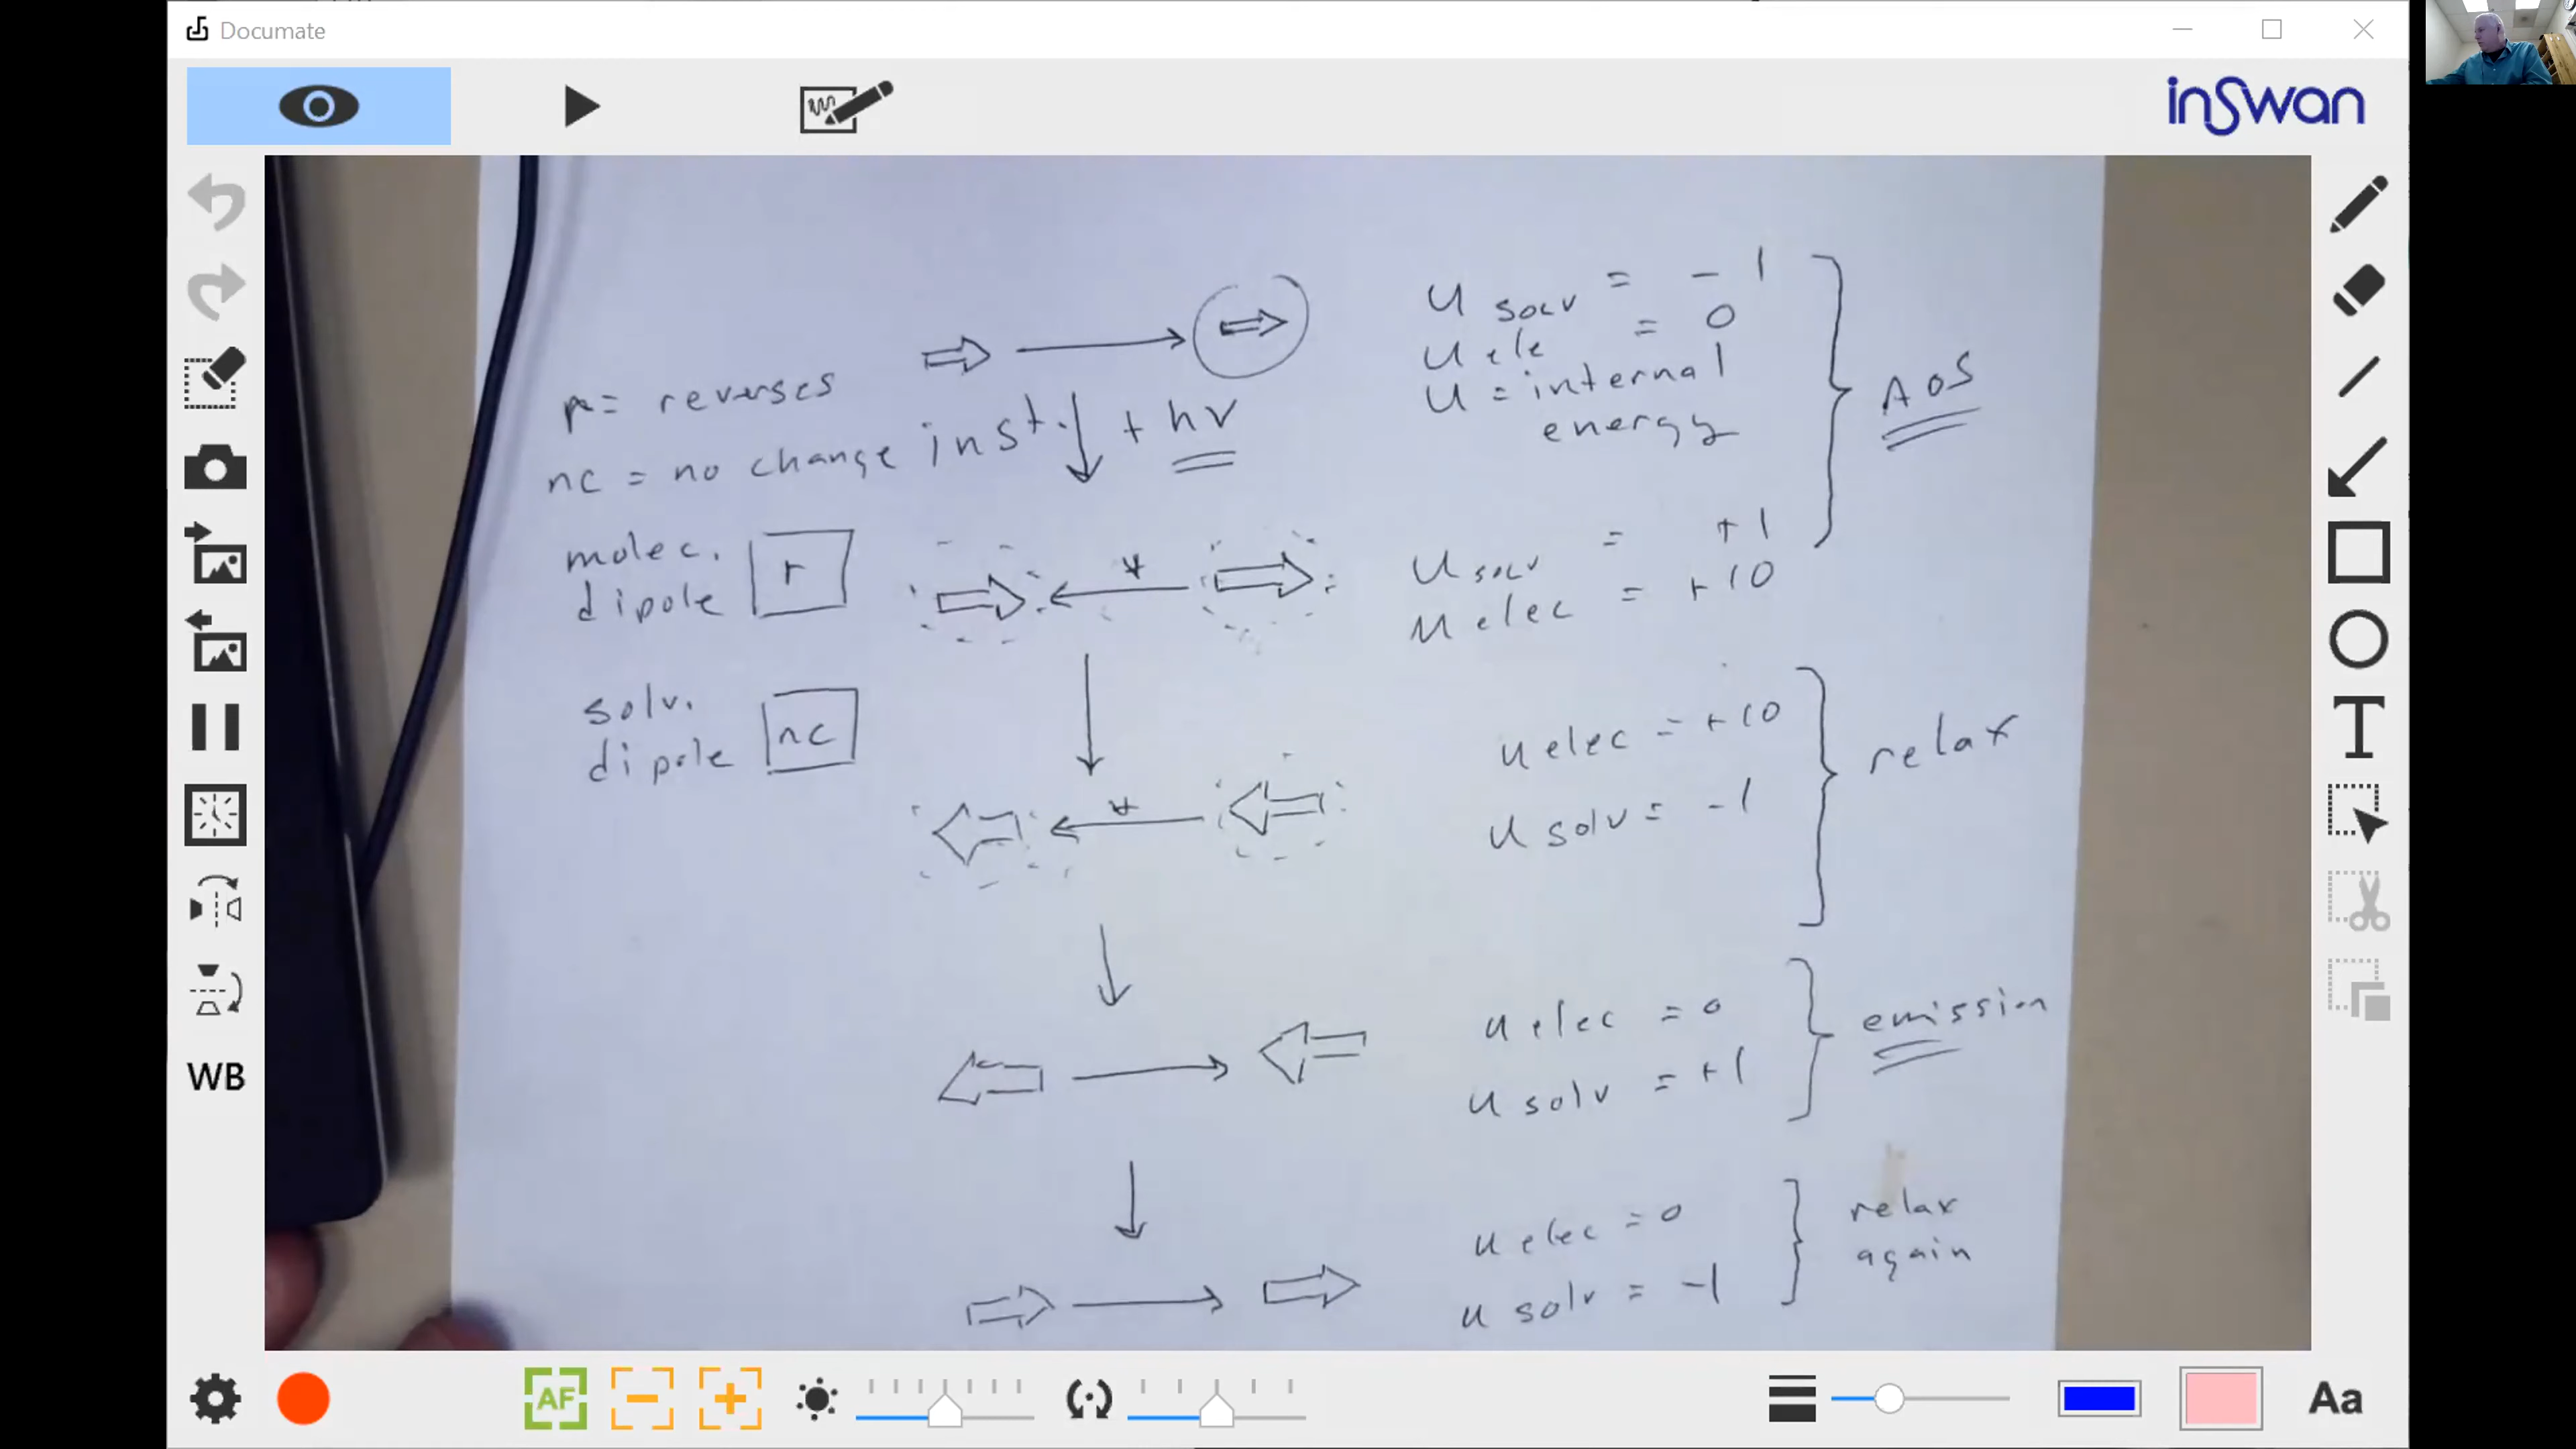 Documate
inswan
U solv = - 1
U ele = 0
U = internal
energy
AOS
r = reverses
nc = no change
inst. + hν
molec.
dipole r
*
U solv = + 1
U elec = + 10
solv.
dipole nc
*
u elec = + 10
u solv = - 1
relax
u elec = 0
u solv = + 1
emission
u elec = 0
u solv = -1
relax
again
WB
AF
Aa
T